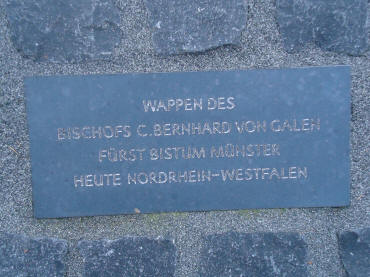 WAPPEN DES
BISCHOFS C. BERNHARD VON GALEN
FÜRST BISTUM MÜNSTER
HEUTE NORDRHEIN-WESTFALEN